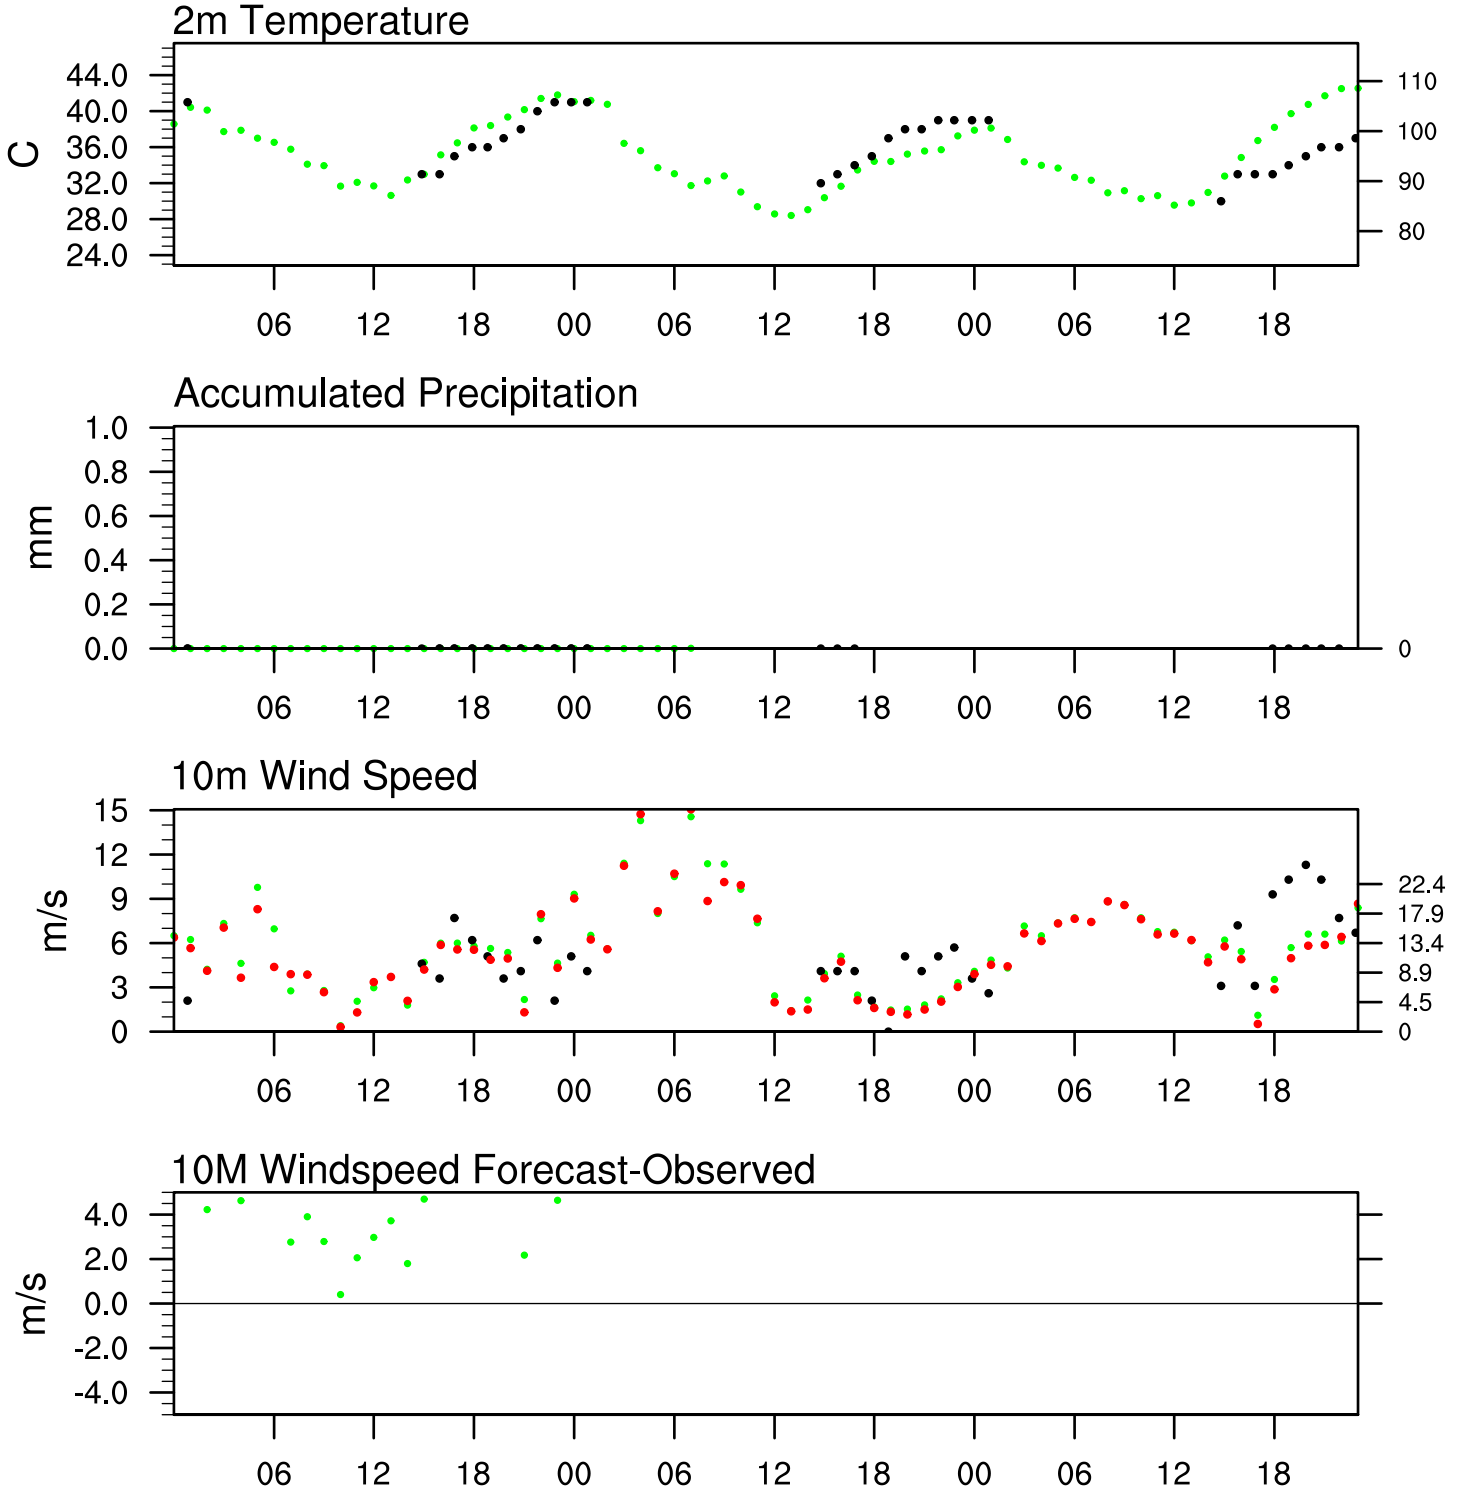 2m Temperature
44.0
40.0
36.0
32.0
28.0
24.0
C
110
100
90
80
06 12 18 00 06 12 18 00 06 12 18
Accumulated Precipitation
1.0
0.8
0.6
0.4
0.2
0.0
mm
0
06 12 18 00 06 12 18 00 06 12 18
10m Wind Speed
15
12
9
6
3
0
m/s
22.4
17.9
13.4
8.9
4.5
0
06 12 18 00 06 12 18 00 06 12 18
10M Windspeed Forecast-Observed
4.0
2.0
0.0
-2.0
-4.0
m/s
06 12 18 00 06 12 18 00 06 12 18